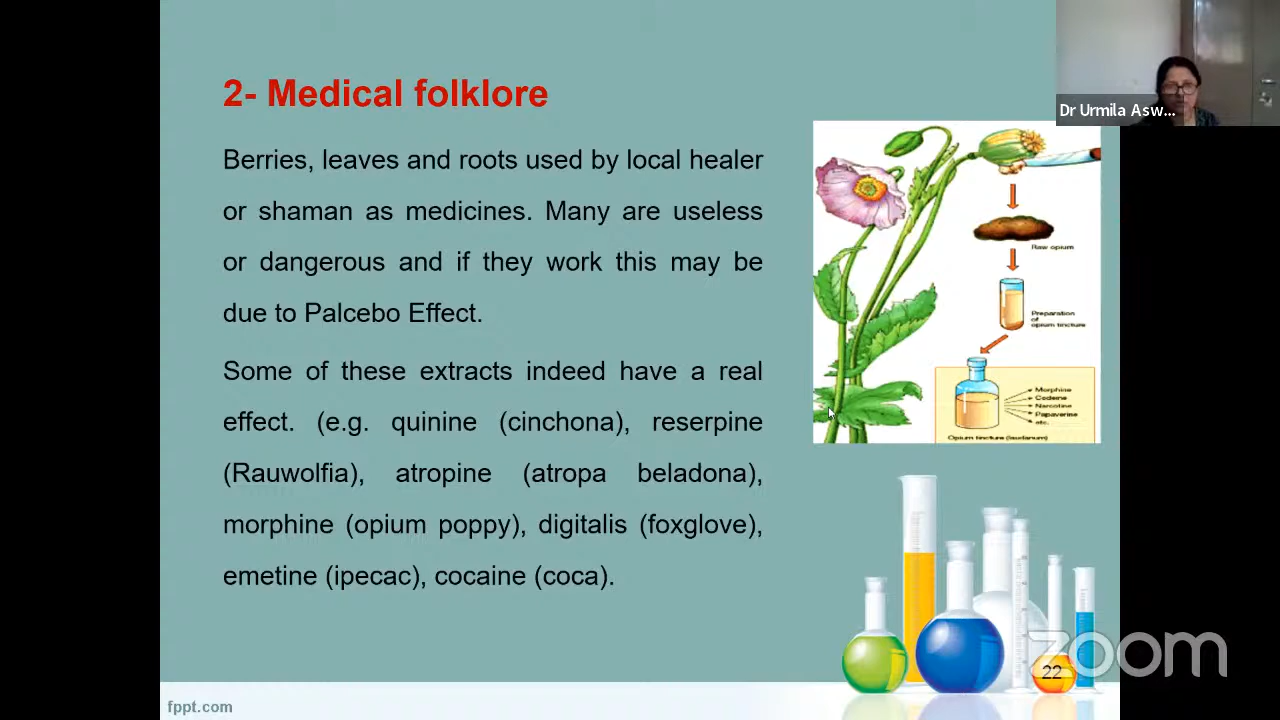 2- Medical folklore
Dr Urmila Asw...
Berries, leaves and roots used by local healer
or shaman as medicines. Many are useless
or dangerous and if they work this may be
due to Palcebo Effect.
Some of these extracts indeed have a real
effect. (e.g. quinine (cinchona), reserpine
(Rauwolfia), atropine (atropa beladona),
morphine (opium poppy), digitalis (foxglove),
emetine (ipecac), cocaine (coca).
Raw opium
Preparation
of
opium tincture
Morphine
Codeine
Narcotine
Papaverine
etc.
Opium tincture (laudanum)
zoom
22
fppt.com